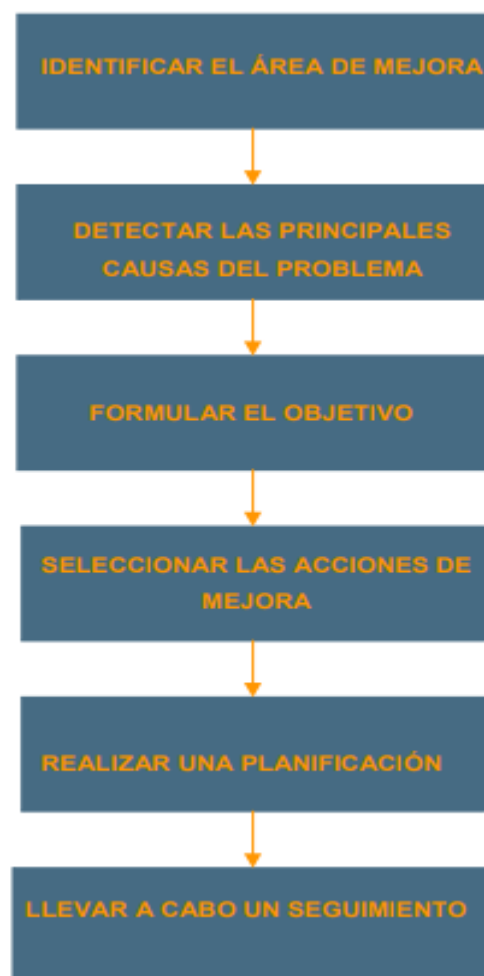 IDENTIFICAR EL ÁREA DE MEJORA
DETECTAR LAS PRINCIPALES
CAUSAS DEL PROBLEMA
FORMULAR EL OBJETIVO
SELECCIONAR LAS ACCIONES DE
MEJORA
REALIZAR UNA PLANIFICACIÓN
LLEVAR A CABO UN SEGUIMIENTO